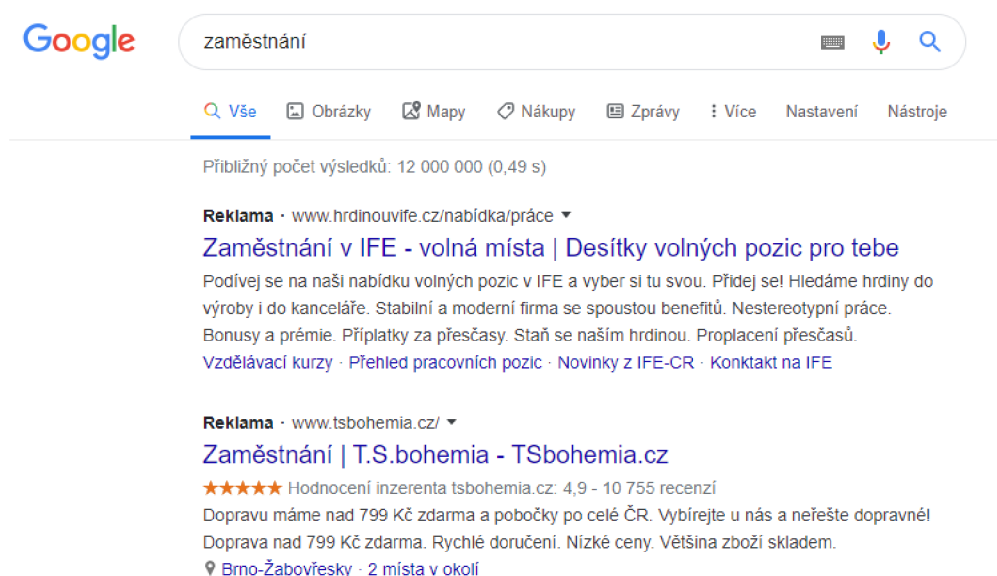 Google
zaměstnání
Vše Obrázky Mapy Nákupy Zprávy Více Nastavení Nástroje
Přibližný počet výsledků: 12 000 000 (0,49 s)
Reklama · www.hrdinouvife.cz/nabídka/práce
Zaměstnání v IFE - volná místa | Desítky volných pozic pro tebe
Podívej se na naši nabídku volných pozic v IFE a vyber si tu svou. Přidej se! Hledáme hrdiny do
výroby i do kanceláře. Stabilní a moderní firma se spoustou benefitů. Nestereotypní práce.
Bonusy a prémie. Příplatky za přesčasy. Staň se naším hrdinou. Proplacení přesčasů.
Vzdělávací kurzy · Přehled pracovních pozic · Novinky z IFE-CR · Konktakt na IFE
Reklama · www.tsbohemia.cz/
Zaměstnání | T.S.bohemia - TSbohemia.cz
Hodnocení inzerenta tsbohemia.cz: 4,9 - 10 755 recenzí
Dopravu máme nad 799 Kč zdarma a pobočky po celé ČR. Vybírejte u nás a neřešte dopravné!
Doprava nad 799 Kč zdarma. Rychlé doručení. Nízké ceny. Většina zboží skladem.
Brno-Žabovřesky · 2 místa v okolí